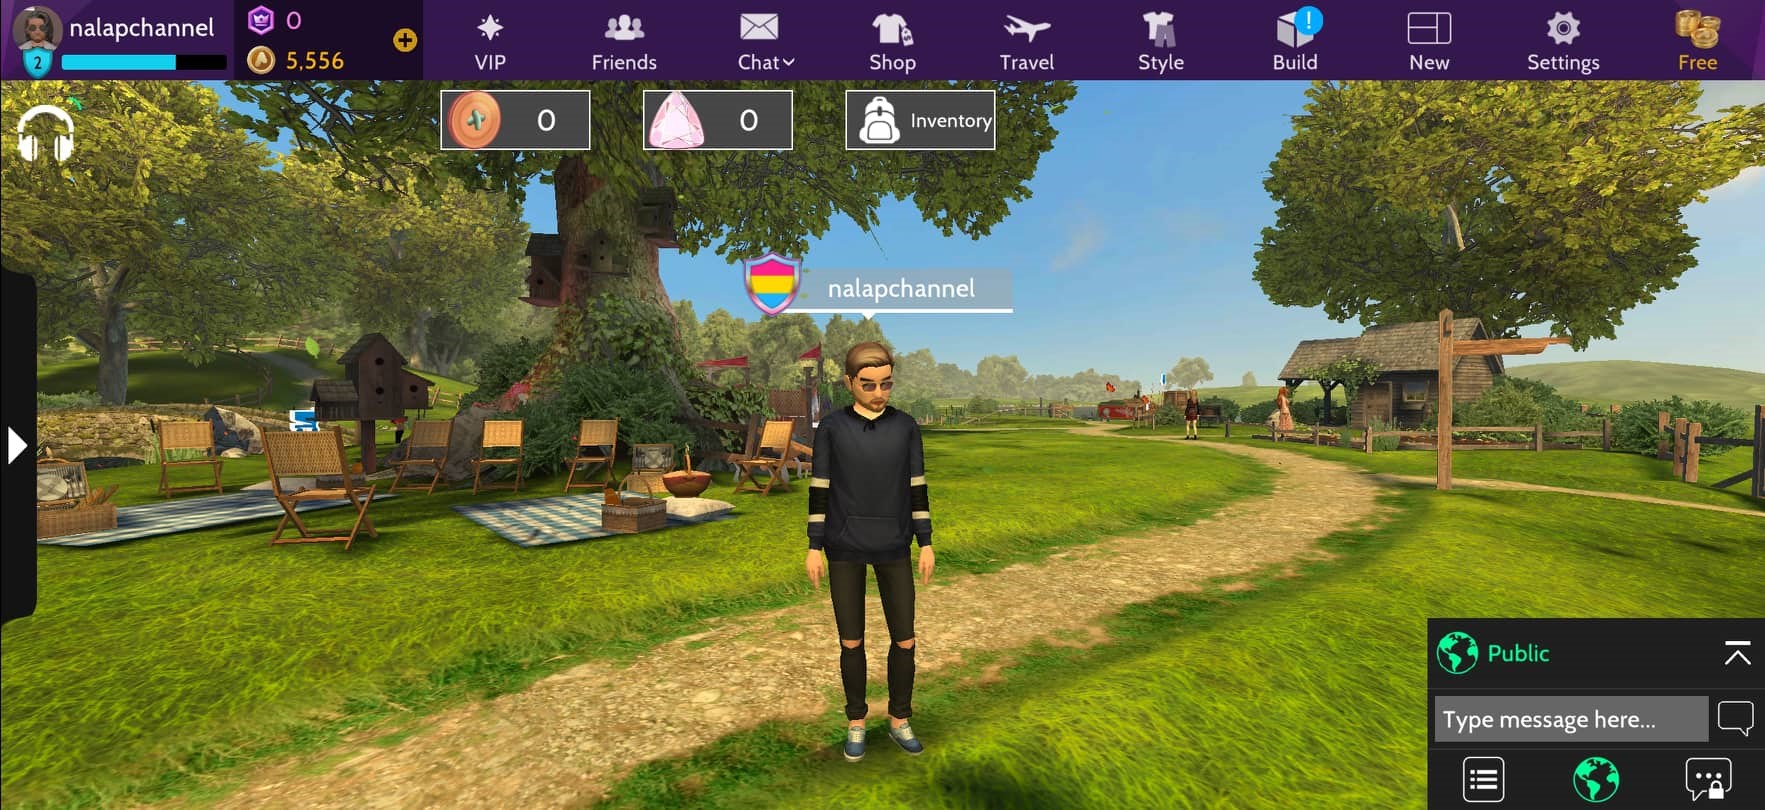 nalapchannel
2
0
5,556
VIP
Friends
Chat
Shop
Travel
Style
!
Build
New
Settings
Free
0
0
Inventory
nalapchannel
Public
Type message here...